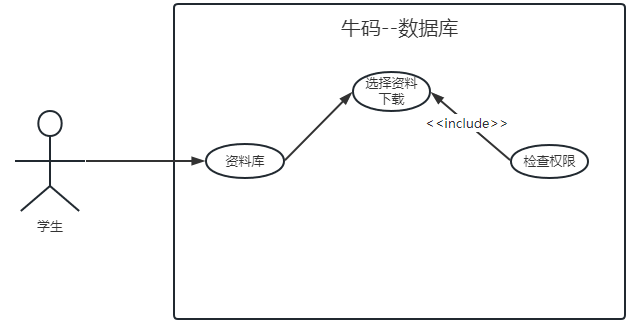 牛码--数据库
选择资料
下载
<<include>>
资料库
检查权限
学生